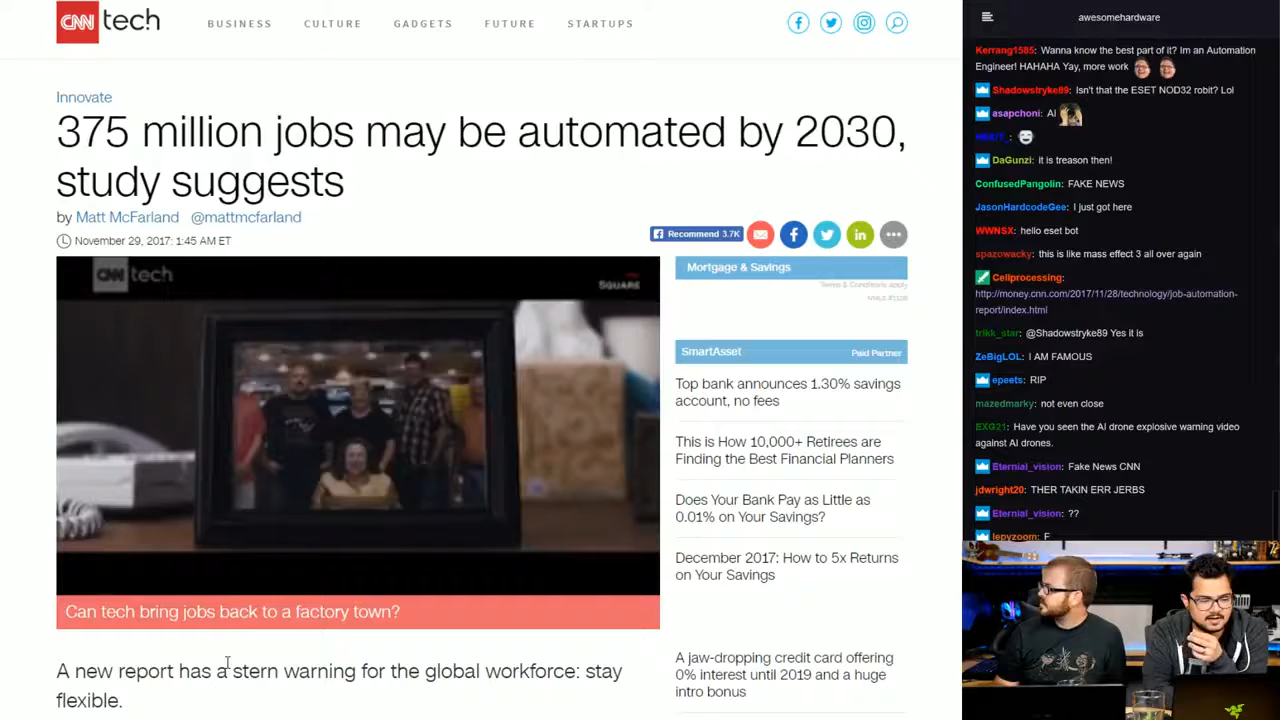 CNN tech
BUSINESS CULTURE GADGETS FUTURE STARTUPS
Innovate
375 million jobs may be automated by 2030,
study suggests
by Matt McFarland @mattmcfarland
November 29, 2017: 1:45 AM ET
Recommend 3.7K
CNN tech
SQUARE
Can tech bring jobs back to a factory town?
A new report has a stern warning for the global workforce: stay
flexible.
Mortgage & Savings
Terms & Conditions apply
SmartAsset Paid Partner
Top bank announces 1.30% savings
account, no fees
This is How 10,000+ Retirees are
Finding the Best Financial Planners
Does Your Bank Pay as Little as
0.01% on Your Savings?
December 2017: How to 5x Returns
on Your Savings
A jaw-dropping credit card offering
0% interest until 2019 and a huge
intro bonus
awesomehardware
Kerrang1585: Wanna know the best part of it? Im an Automation
Engineer! HAHAHA Yay, more work
Shadowstryke89: Isn't that the ESET NOD32 robit? Lol
asapchoni: AI
DaGunzi: it is treason then!
ConfusedPangolin: FAKE NEWS
JasonHardcodeGee: I just got here
WWNSX: hello eset bot
spazowacky: this is like mass effect 3 all over again
Cellprocessing:
http://money.cnn.com/2017/11/28/technology/job-automation-
report/index.html
trikk_star: @Shadowstryke89 Yes it is
ZeBigLOL: I AM FAMOUS
epeets: RIP
mazedmarky: not even close
EXG21: Have you seen the AI drone explosive warning video
against AI drones.
Eternial_vision: Fake News CNN
jdwright20: THER TAKIN ERR JERBS
Eternial_vision: ??
lepyzoom: F